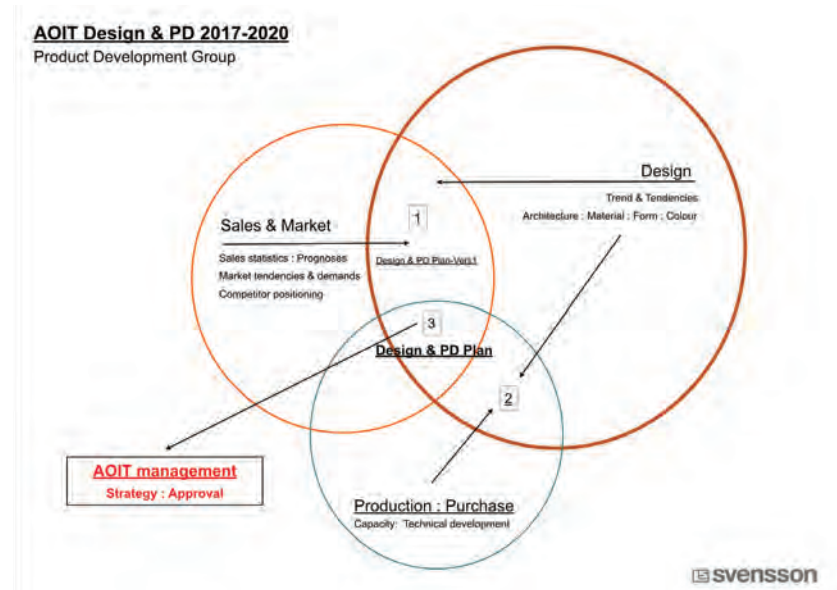 AOIT Design & PD 2017-2020
Product Development Group
Design
Trend & Tendencies
Architecture : Material : Form : Colour
1
Sales & Market
Sales statistics : Prognoses
Market tendencies & demands
Competitor positioning
Design & PD Plan-Vers1
3
Design & PD Plan
2
AOIT management
Strategy : Approval
Production : Purchase
Capacity: Technical development
svensson